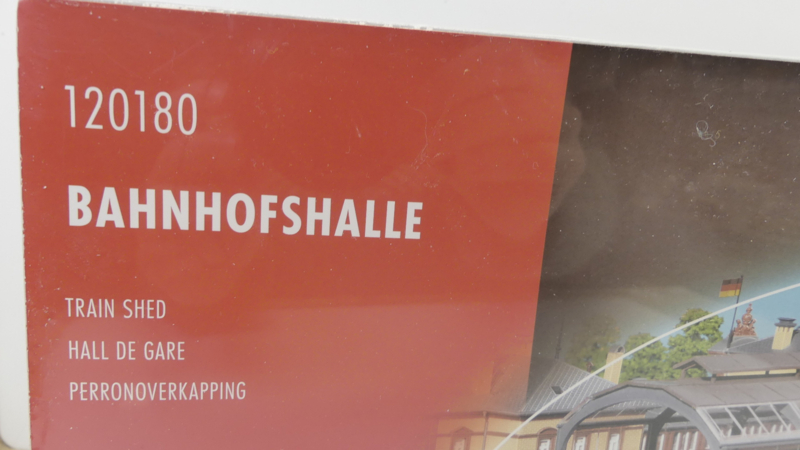 120180
BAHNHOFSHALLE
TRAIN SHED
HALL DE GARE
PERRONOVERKAPPING